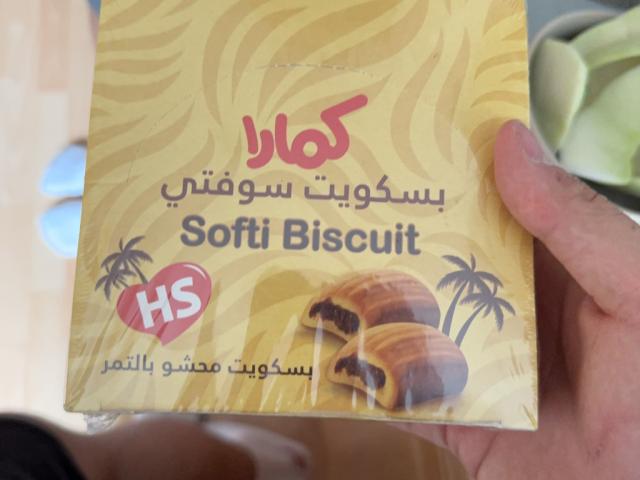 كمارا
بسكويت سوفتي
Softi Biscuit
HS
بسكويت محشو بالتمر